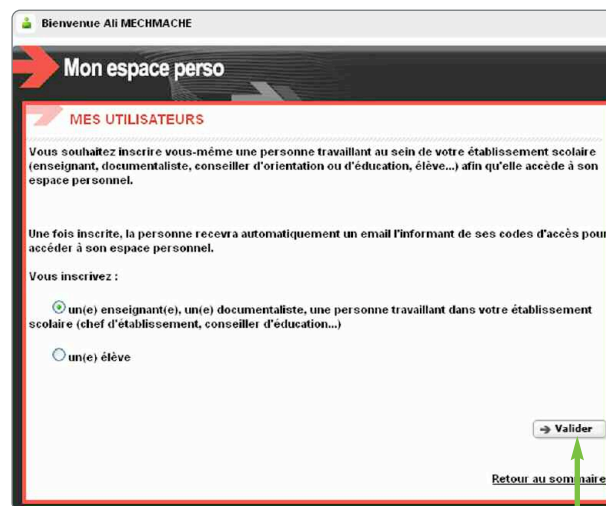 Bienvenue Ali MECHMACHE
Mon espace perso
MES UTILISATEURS
Vous souhaitez inscrire vous-même une personne travaillant au sein de votre établissement scolaire
(enseignant, documentaliste, conseiller d'orientation ou d'éducation, élève...) afin qu'elle accède à son
espace personnel.
Une fois inscrite, la personne recevra automatiquement un email l'informant de ses codes d'accès pour
accéder à son espace personnel.
Vous inscrivez :
un(e) enseignant(e), un(e) documentaliste, une personne travaillant dans votre établissement
scolaire (chef d'établissement, conseiller d'éducation...)
un(e) élève
Valider
Retour au sommaire